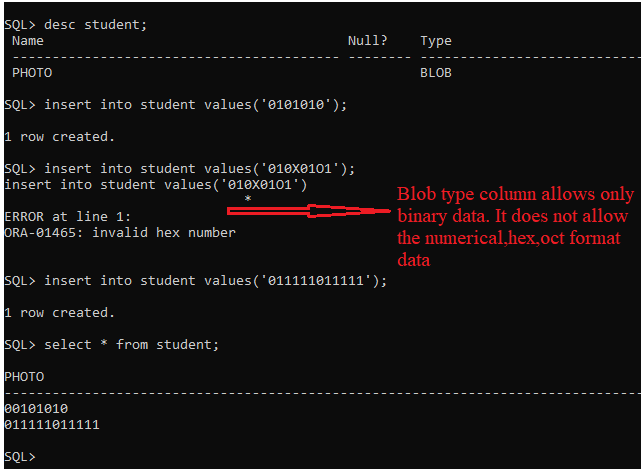 SQL> desc student;
Name Null? Type
----------------------------------------- -------- ----------------------------
PHOTO BLOB
SQL> insert into student values('0101010');
1 row created.
SQL> insert into student values('010X01O1');
insert into student values('010X01O1')
*
ERROR at line 1:
ORA-01465: invalid hex number
Blob type column allows only
binary data. It does not allow
the numerical,hex,oct format
data
SQL> insert into student values('011111011111');
1 row created.
SQL> select * from student;
PHOTO
--------------------------------------------------------------------------------
00101010
011111011111
SQL>